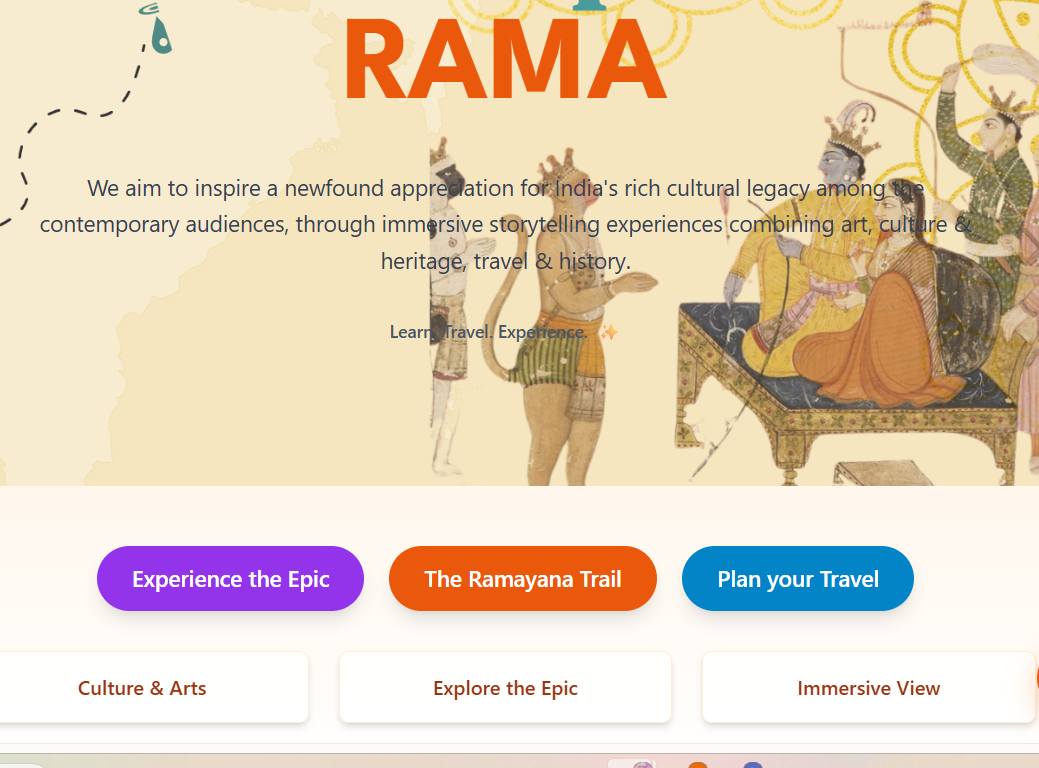 RAMA
We aim to inspire a newfound appreciation for India's rich cultural legacy among the
contemporary audiences, through immersive storytelling experiences combining art, culture &
heritage, travel & history.
Learn. Travel. Experience. ✨
Experience the Epic
The Ramayana Trail
Plan your Travel
Culture & Arts
Explore the Epic
Immersive View